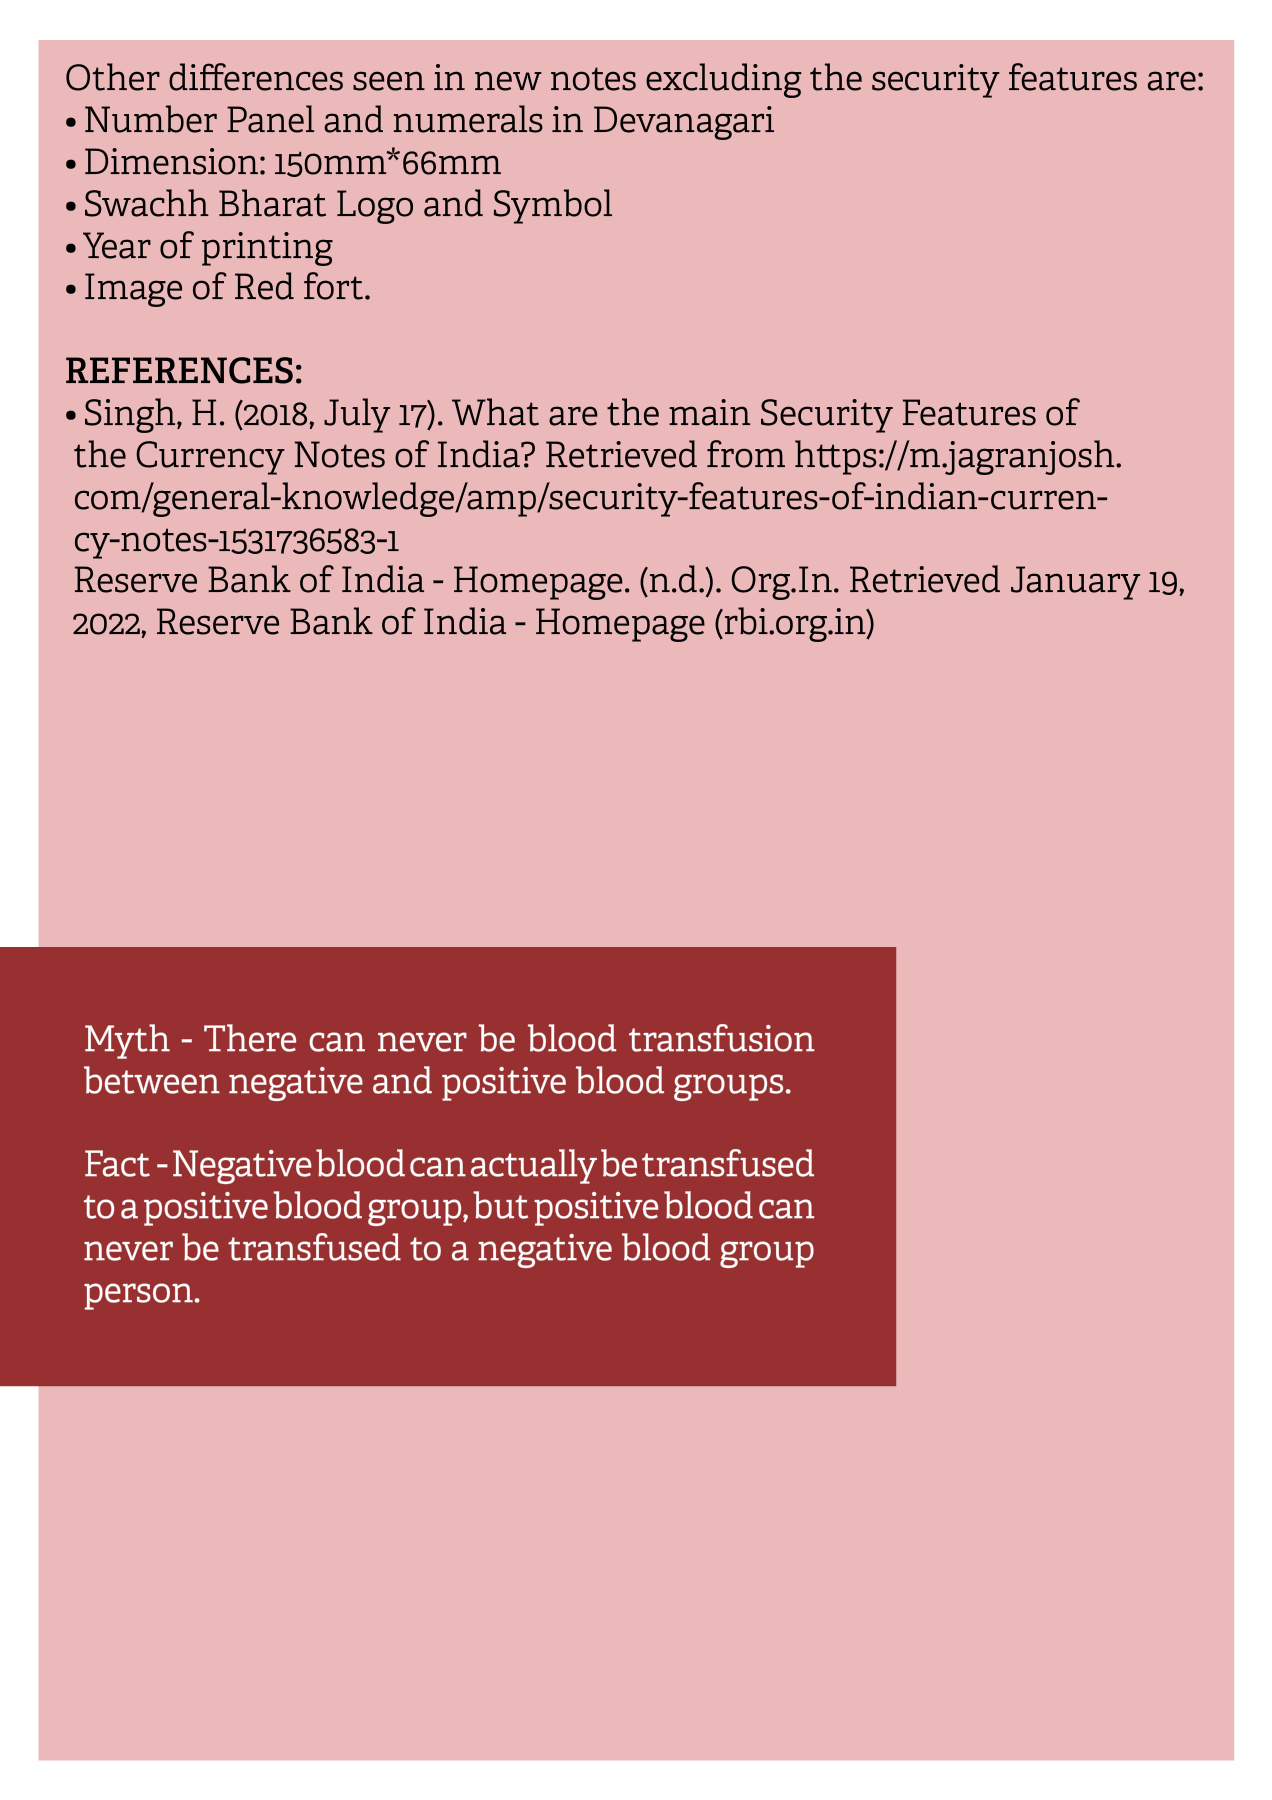 Other differences seen in new notes excluding the security features are:
• Number Panel and numerals in Devanagari
• Dimension: 150mm*66mm
• Swachh Bharat Logo and Symbol
• Year of printing
• Image of Red fort.
REFERENCES:
• Singh, H. (2018, July 17). What are the main Security Features of
the Currency Notes of India? Retrieved from https://m.jagranjosh.
com/general-knowledge/amp/security-features-of-indian-curren-
cy-notes-1531736583-1
Reserve Bank of India - Homepage. (n.d.). Org.In. Retrieved January 19,
2022, Reserve Bank of India - Homepage (rbi.org.in)
Myth - There can never be blood transfusion
between negative and positive blood groups.
Fact - Negative blood can actually be transfused
to a positive blood group, but positive blood can
never be transfused to a negative blood group
person.